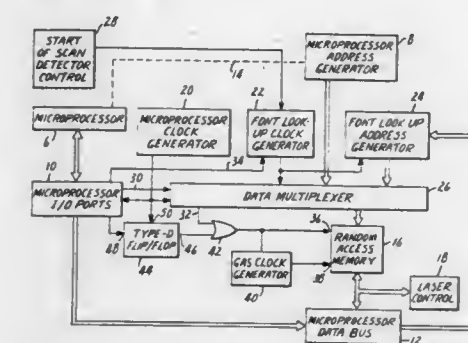 28
START
OF SCAN
DETECTOR
CONTROL
MICROPROCESSOR
ADDRESS
GENERATOR
8
14
20
22
24
MICROPROCESSOR
6
MICROPROCESSOR
CLOCK
GENERATOR
FONT LOOK-
UP CLOCK
GENERATOR
FONT LOOK UP
ADDRESS
GENERATOR
10
34
MICROPROCESSOR
I/O PORTS
30
DATA MULTIPLEXER
26
50
32
48
TYPE-D
FLIP/FLOP
44
46
42
36
RANDOM
ACCESS
MEMORY
16
38
GAS CLOCK
GENERATOR
40
18
LASER
CONTROL
MICROPROCESSOR
DATA BUS
12